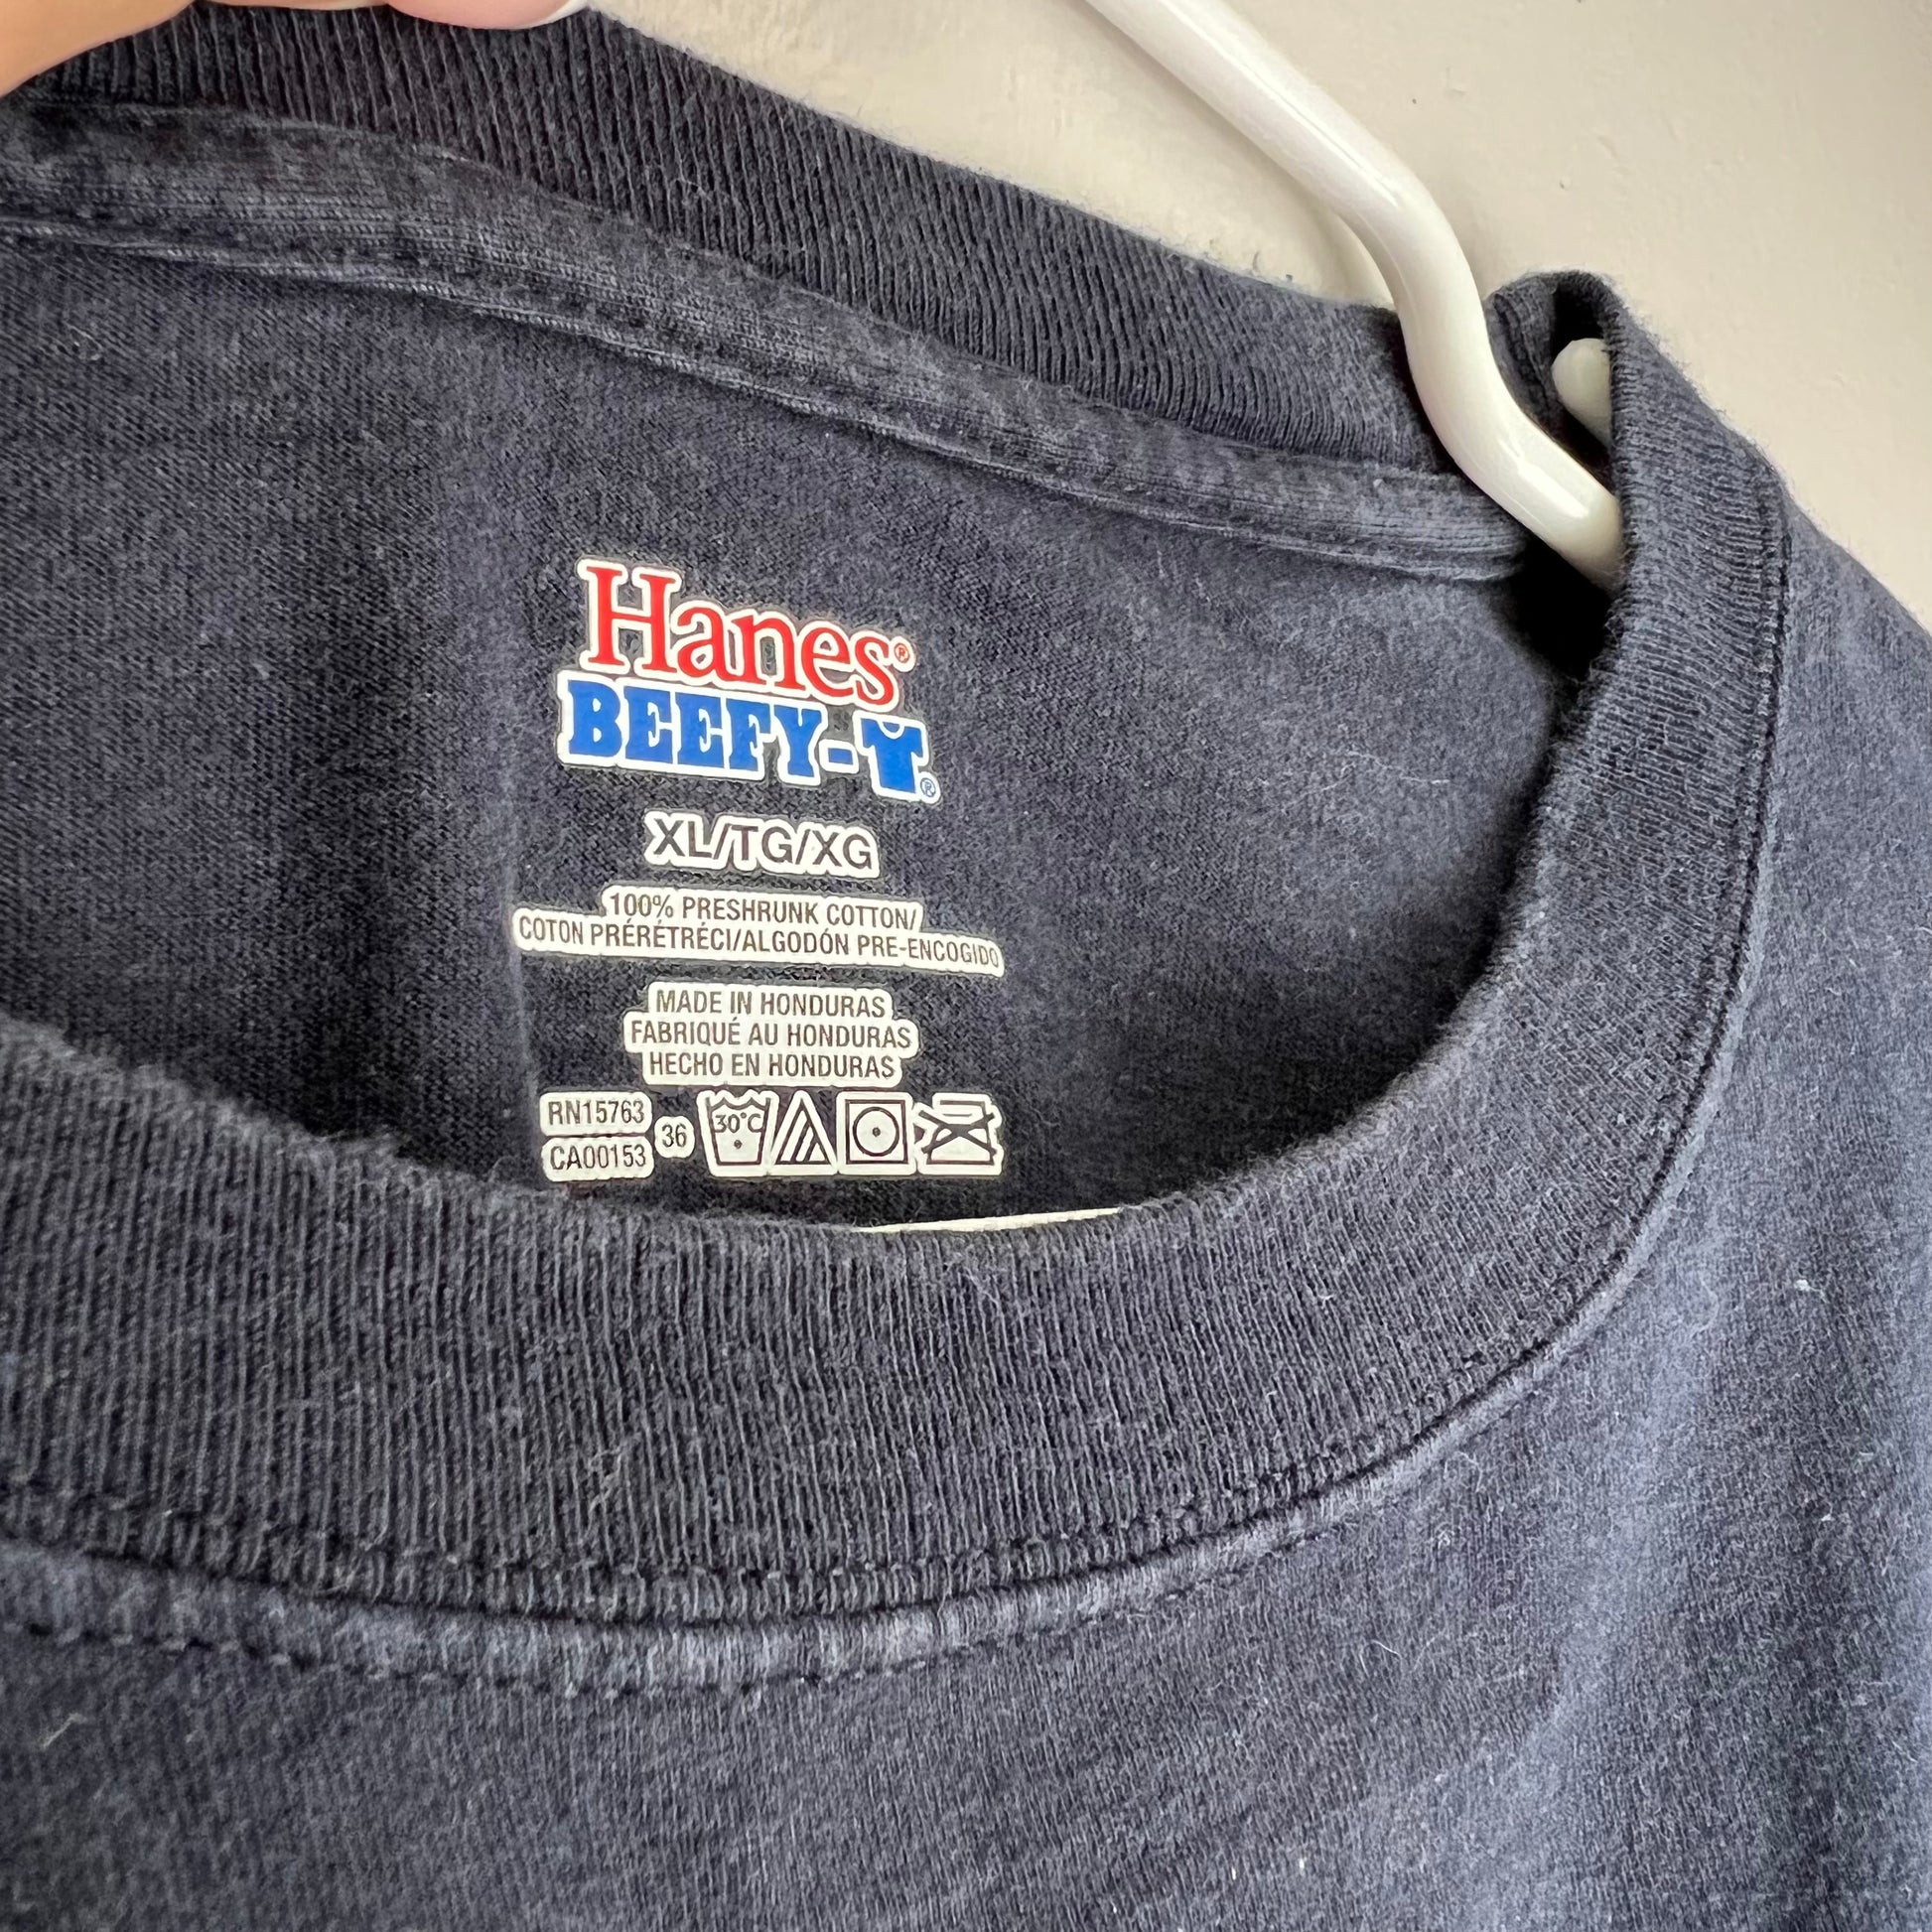 Hanes®
BEEFY-T®
XL/TG/XG
100% PRESHRUNK COTTON/
COTON PRÉRÉTRÉCI/ALGODÓN PRE-ENCOGIDO
MADE IN HONDURAS
FABRIQUÉ AU HONDURAS
HECHO EN HONDURAS
RN15763
CA00153
36
30°C